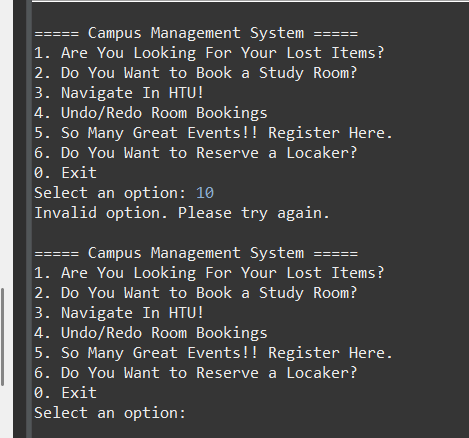 ===== Campus Management System =====
1. Are You Looking For Your Lost Items?
2. Do You Want to Book a Study Room?
3. Navigate In HTU!
4. Undo/Redo Room Bookings
5. So Many Great Events!! Register Here.
6. Do You Want to Reserve a Locaker?
0. Exit
Select an option: 10
Invalid option. Please try again.
===== Campus Management System =====
1. Are You Looking For Your Lost Items?
2. Do You Want to Book a Study Room?
3. Navigate In HTU!
4. Undo/Redo Room Bookings
5. So Many Great Events!! Register Here.
6. Do You Want to Reserve a Locaker?
0. Exit
Select an option: